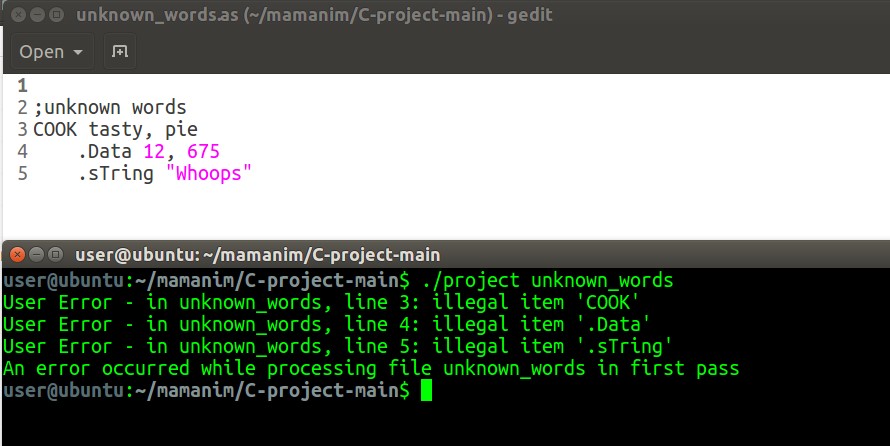 unknown_words.as (~/mamanim/C-project-main) - gedit
Open
1
2 ;unknown words
3 COOK tasty, pie
4     .Data 12, 675
5     .sTring "Whoops"
user@ubuntu: ~/mamanim/C-project-main
user@ubuntu:~/mamanim/C-project-main$ ./project unknown_words
User Error - in unknown_words, line 3: illegal item 'COOK'
User Error - in unknown_words, line 4: illegal item '.Data'
User Error - in unknown_words, line 5: illegal item '.sTring'
An error occurred while processing file unknown_words in first pass
user@ubuntu:~/mamanim/C-project-main$